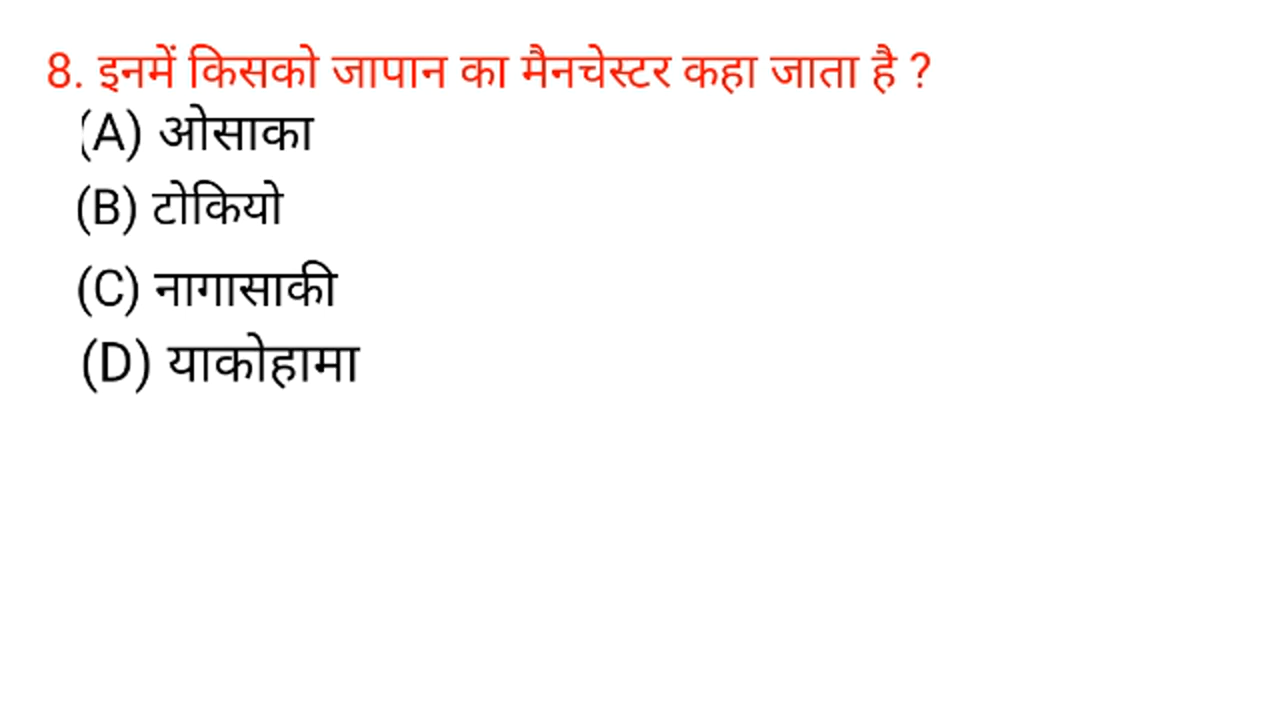 8. इनमें किसको जापान का मैनचेस्टर कहा जाता है ?
(A) ओसाका
(B) टोकियो
(C) नागासाकी
(D) याकोहामा